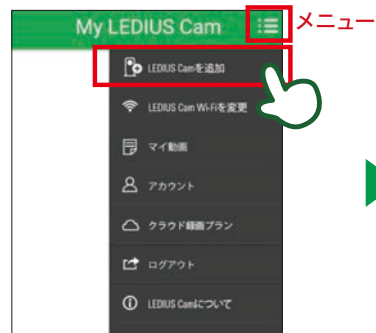 My LEDIUS Cam
メニュー
LEDIUS Camを追加
LEDIUS Cam Wi-Fiを変更
マイ動画
アカウント
クラウド録画プラン
ログアウト
LEDIUS Camについて